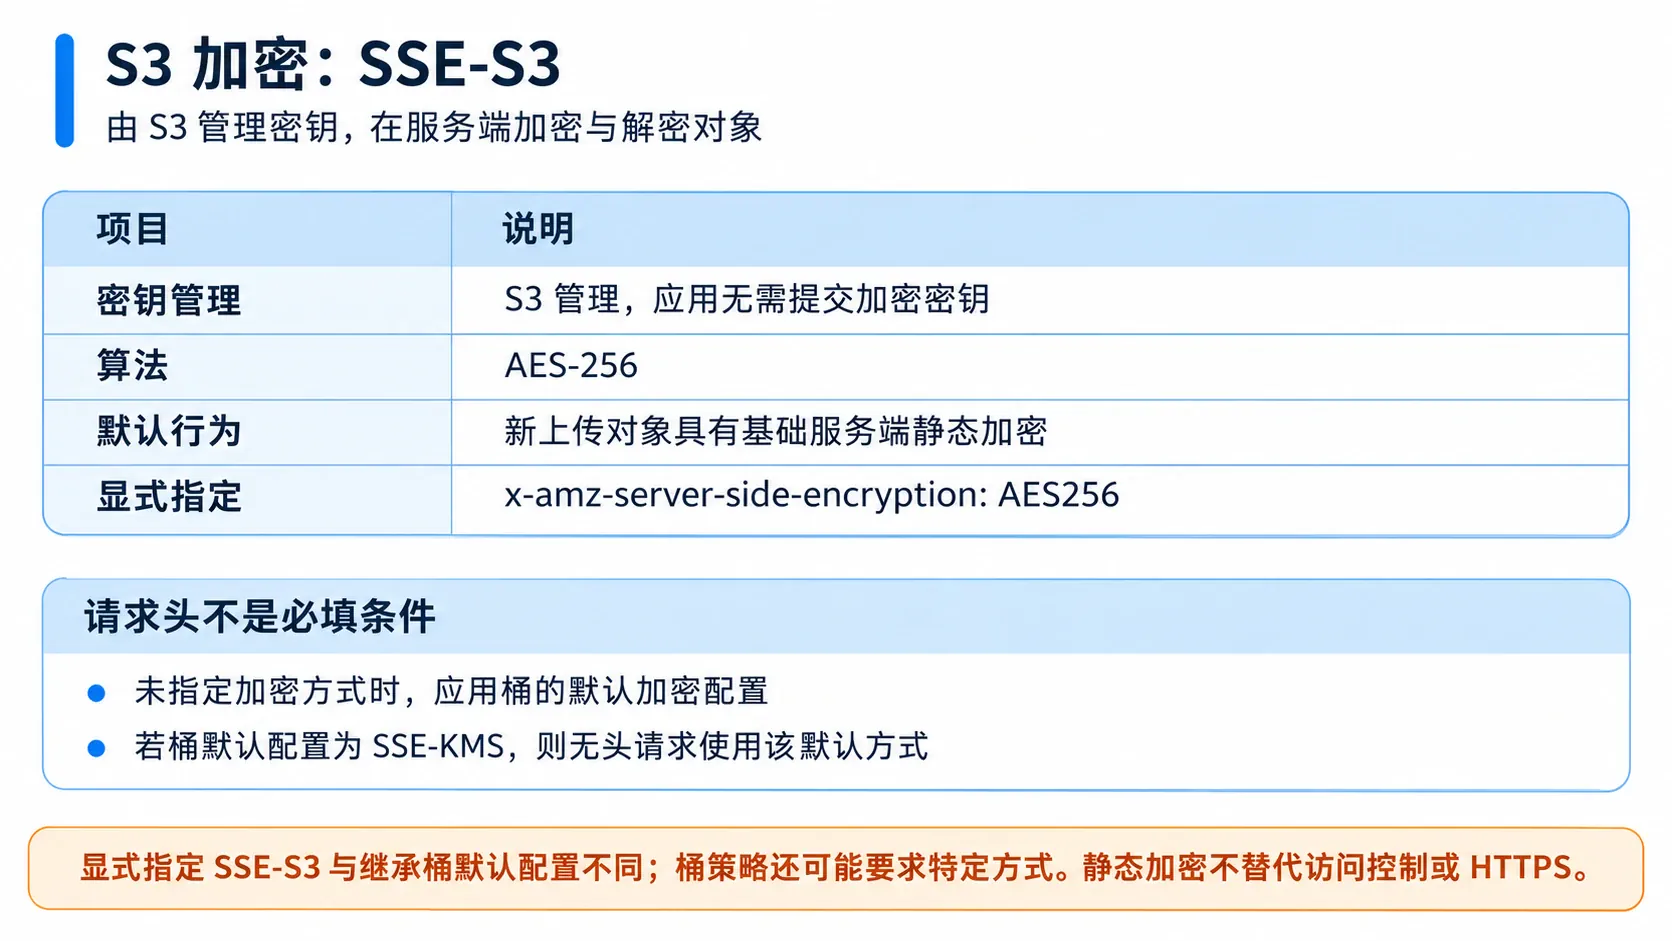 S3 加密：SSE-S3
由 S3 管理密钥，在服务端加密与解密对象
项目 说明
密钥管理 S3 管理，应用无需提交加密密钥
算法 AES-256
默认行为 新上传对象具有基础服务端静态加密
显式指定 x-amz-server-side-encryption: AES256
请求头不是必填条件
未指定加密方式时，应用桶的默认加密配置
若桶默认配置为 SSE-KMS，则无头请求使用该默认方式
显式指定 SSE-S3 与继承桶默认配置不同；桶策略还可能要求特定方式。静态加密不替代访问控制或 HTTPS。